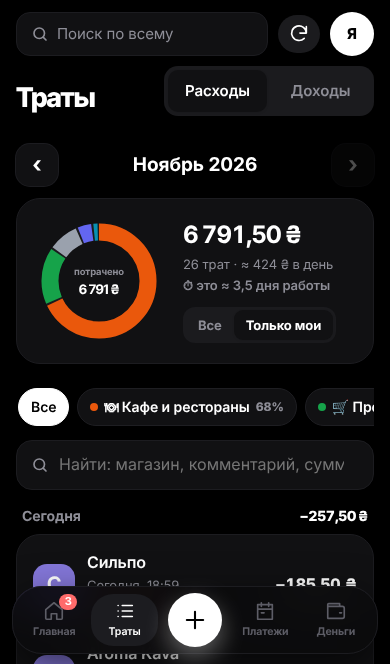 Поиск по всему
Я
Траты
Расходы
Доходы
Ноябрь 2026
потрачено
6 791 ₴
6 791,50 ₴
26 трат · ≈ 424 ₴ в день
⏱ это ≈ 3,5 дня работы
Все
Только мои
Все
🍽 Кафе и рестораны 68%
🛒 Про
Найти: магазин, комментарий, сумм
Сегодня
−257,50 ₴
С
Сильпо
Сегодня, 18:59
−185,50 ₴
Aroma Kava
3
Главная
Траты
Платежи
Деньги